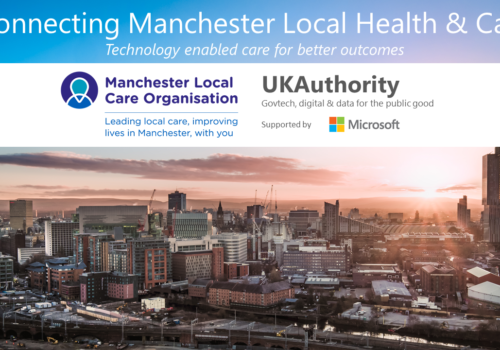 onnecting Manchester Local Health & Ca
Technology enabled care for better outcomes
Manchester Local
Care Organisation
Leading local care, improving
lives in Manchester, with you
UKAuthority
Govtech, digital & data for the public good
Supported by Microsoft